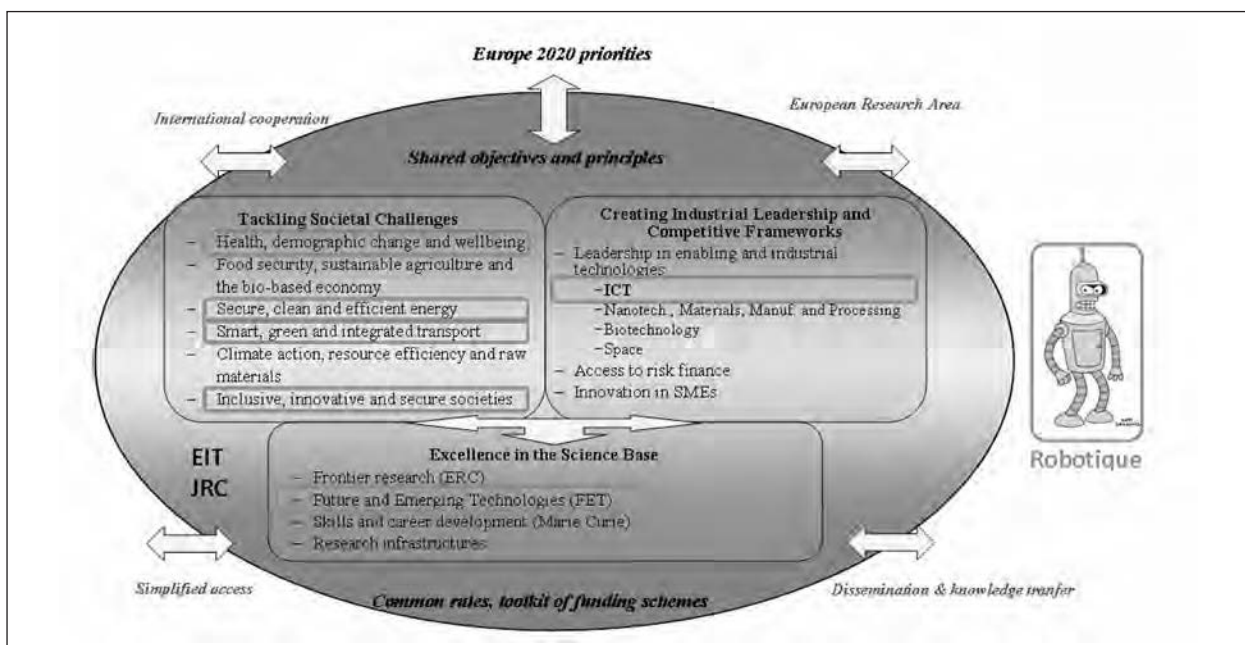 Europe 2020 priorities
International cooperation
European Research Area
Shared objectives and principles
Tackling Societal Challenges
– Health, demographic change and wellbeing
– Food security, sustainable agriculture and
the bio-based economy
– Secure, clean and efficient energy
– Smart, green and integrated transport
– Climate action, resource efficiency and raw
materials
– Inclusive, innovative and secure societies
Creating Industrial Leadership and
Competitive Frameworks
– Leadership in enabling and industrial
technologies
–ICT
–Nanotech., Materials, Manuf. and Processing
–Biotechnology
–Space
– Access to risk finance
– Innovation in SMEs
Robotique
EIT
JRC
Excellence in the Science Base
– Frontier research (ERC)
– Future and Emerging Technologies (FET)
– Skills and career development (Marie Curie)
– Research infrastructures
Simplified access
Dissemination & knowledge tranfer
Common rules, toolkit of funding schemes